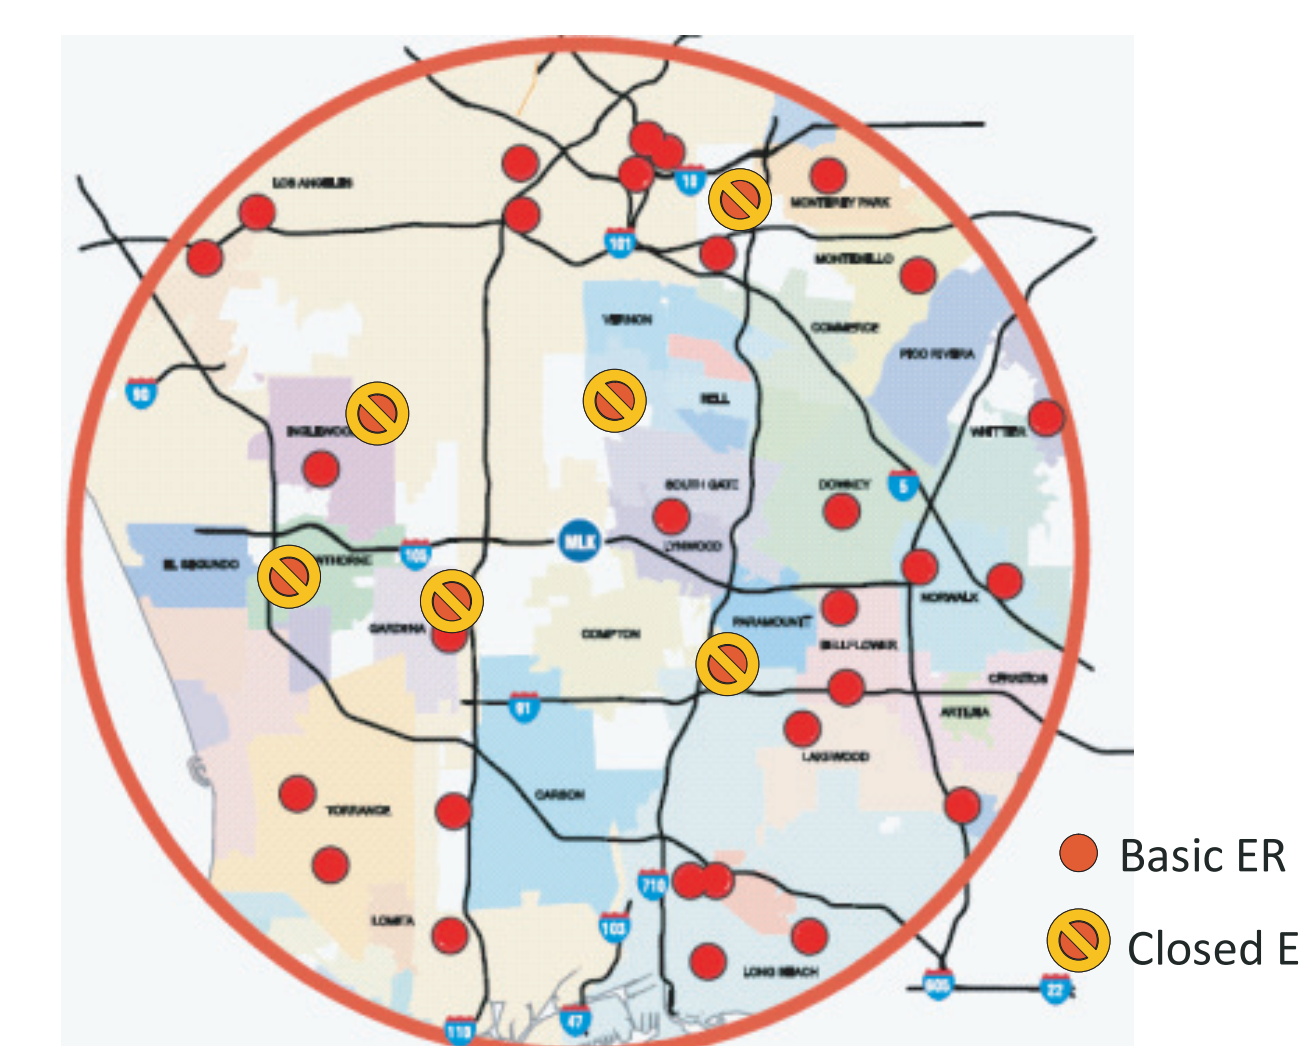 10
LOS ANGELES
MONTEREY PARK
101
MONTEBELLO
VERNON
COMMERCE
PICO RIVERA
90
BELL
INGLEWOOD
WHITTIER
SOUTH GATE
DOWNEY
5
MLK
LYNWOOD
105
EL SEGUNDO
THORNE
NORWALK
PARAMOUNT
GARDENA
COMPTON
BELLFLOWER
CERRITOS
91
ARTESIA
LAKEWOOD
CARSON
TORRANCE
Basic ER
710
LOMITA
103
Closed E
LONG BEACH
605
22
47
110